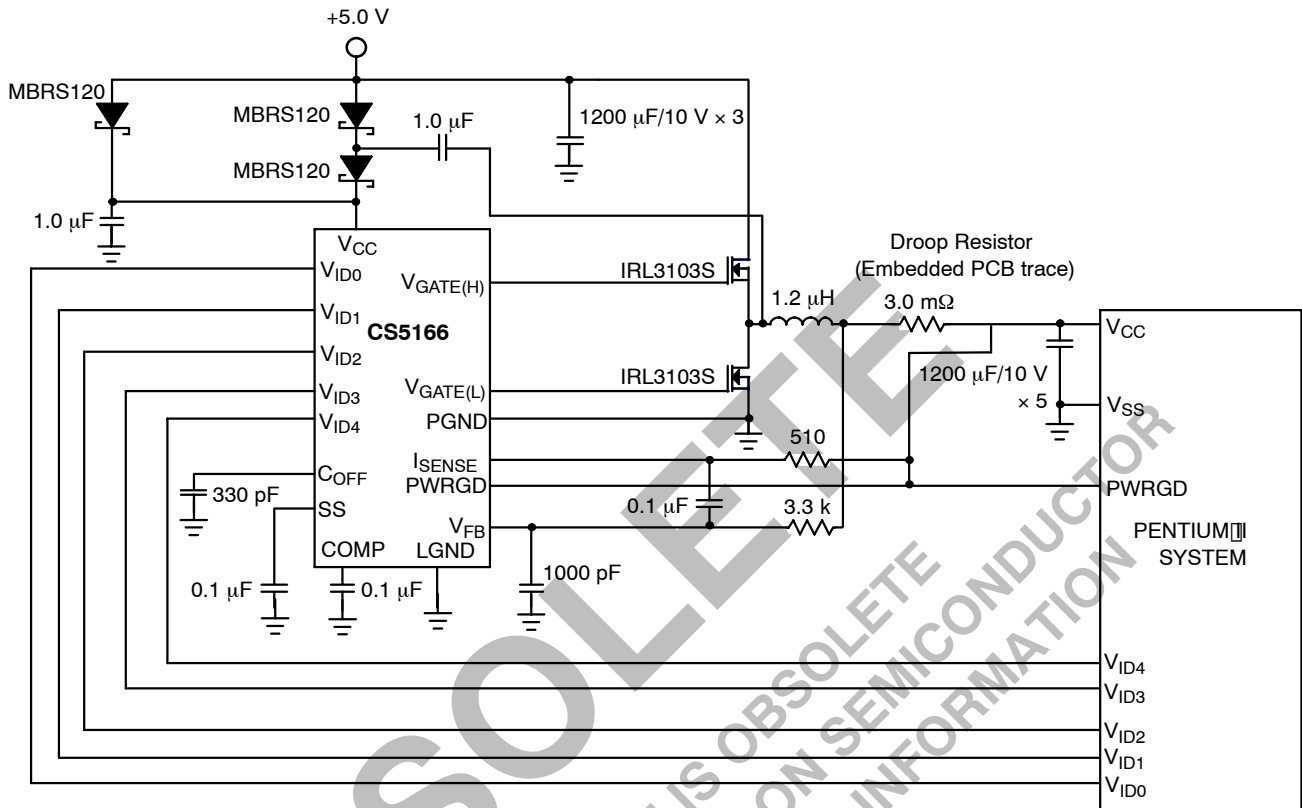 +5.0 V
MBRS120
MBRS120
MBRS120
1.0 μF
1200 μF/10 V × 3
1.0 μF
VCC
VID0
VID1
VID2
VID3
VID4
COFF
SS
COMP
LGND
CS5166
VGATE(H)
VGATE(L)
PGND
ISENSE
PWRGD
VFB
IRL3103S
IRL3103S
1.2 μH
Droop Resistor
(Embedded PCB trace)
3.0 mΩ
1200 μF/10 V
× 5
510
0.1 μF
3.3 k
330 pF
0.1 μF
0.1 μF
1000 pF
VCC
VSS
PWRGD
PENTIUM II
SYSTEM
VID4
VID3
VID2
VID1
VID0
SOLETE
IS OBSOLETE
ON SEMICONDUCTOR
INFORMATION